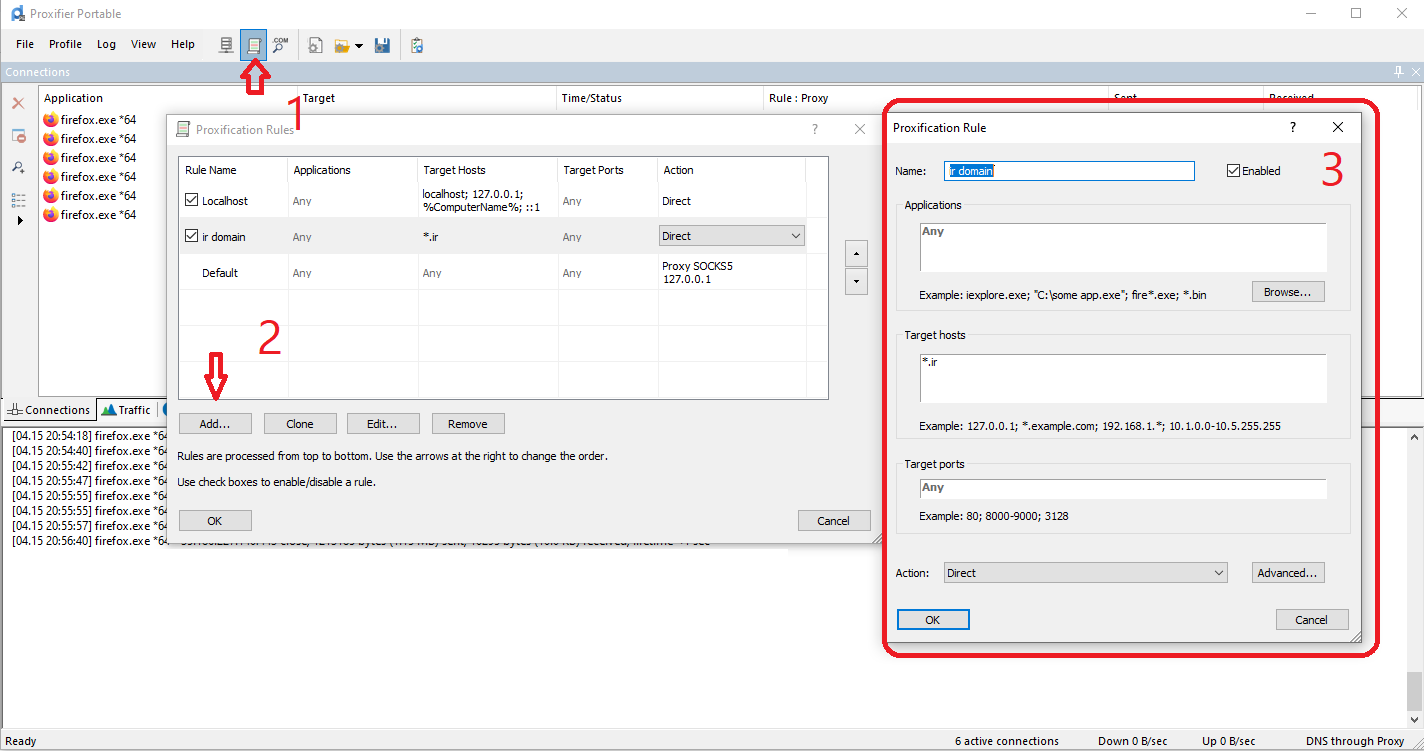 Proxifier Portable
File Profile Log View Help
.COM
Connections
Application Target Time/Status Rule : Proxy Sent Received
firefox.exe *64
firefox.exe *64
firefox.exe *64
firefox.exe *64
firefox.exe *64
firefox.exe *64
1
Proxification Rules
Rule Name Applications Target Hosts Target Ports Action
Localhost Any localhost; 127.0.0.1; Any Direct
%ComputerName%; ::1
ir domain Any *.ir Any Direct
Default Any Any Any Proxy SOCKS5
127.0.0.1
2
Add... Clone Edit... Remove
Rules are processed from top to bottom. Use the arrows at the right to change the order.
Use check boxes to enable/disable a rule.
OK Cancel
Proxification Rule
3
Name: ir domain Enabled
Applications
Any
Example: iexplore.exe; "C:\some app.exe"; fire*.exe; *.bin Browse...
Target hosts
*.ir
Example: 127.0.0.1; *.example.com; 192.168.1.*; 10.1.0.0-10.5.255.255
Target ports
Any
Example: 80; 8000-9000; 3128
Action: Direct Advanced...
OK Cancel
Connections Traffic
[04.15 20:54:18] firefox.exe *64
[04.15 20:54:40] firefox.exe *64
[04.15 20:55:42] firefox.exe *64
[04.15 20:55:47] firefox.exe *64
[04.15 20:55:55] firefox.exe *64
[04.15 20:55:55] firefox.exe *64
[04.15 20:55:57] firefox.exe *64
[04.15 20:56:40] firefox.exe *64
Ready 6 active connections Down 0 B/sec Up 0 B/sec DNS through Proxy